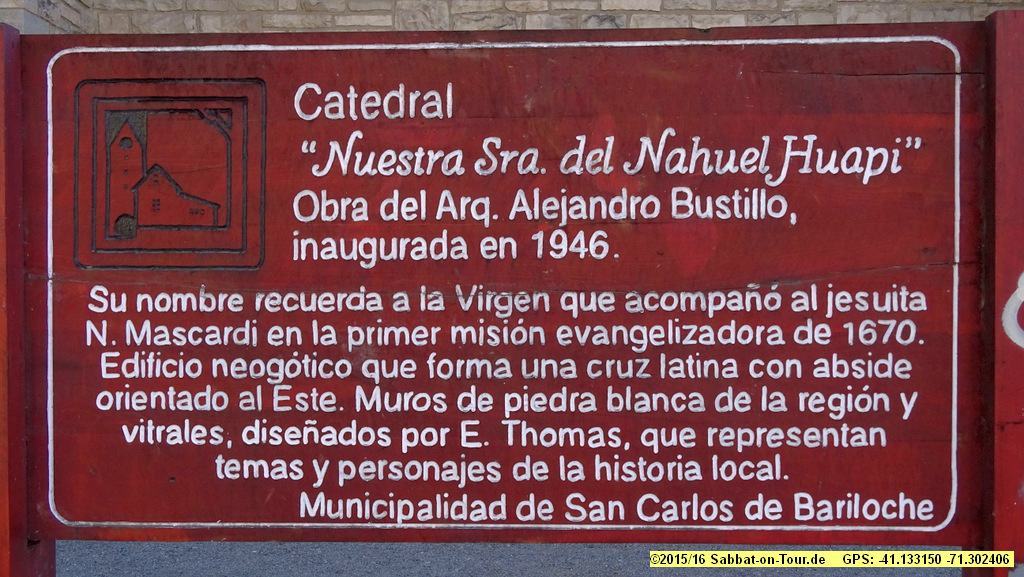 Catedral
"Nuestra Sra. del Nahuel Huapi"
Obra del Arq. Alejandro Bustillo,
inaugurada en 1946.
Su nombre recuerda a la Virgen que acompañó al jesuita
N. Mascardi en la primer misión evangelizadora de 1670.
Edificio neogótico que forma una cruz latina con abside
orientado al Este. Muros de piedra blanca de la región y
vitrales, diseñados por E. Thomas, que representan
temas y personajes de la historia local.
Municipalidad de San Carlos de Bariloche
©2015/16 Sabbat-on-Tour.de GPS: -41.133150 -71.302406